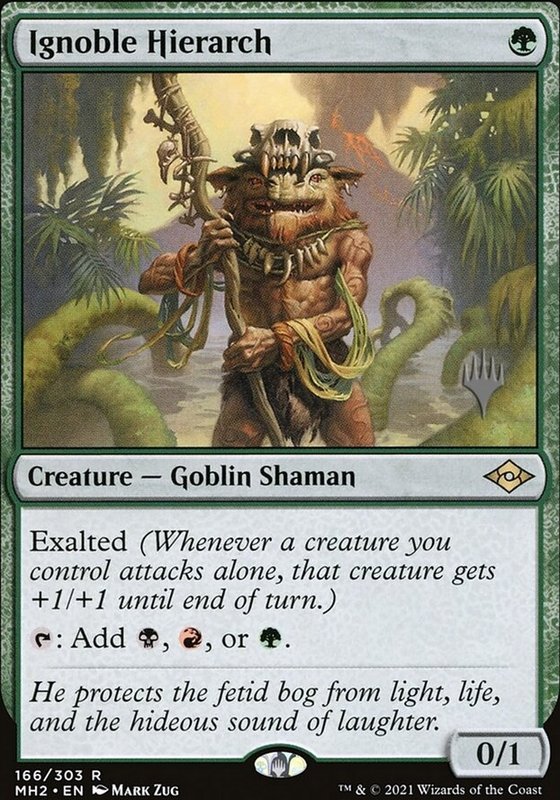 Ignoble Hierarch
Creature — Goblin Shaman
Exalted (Whenever a creature you
control attacks alone, that creature gets
+1/+1 until end of turn.)
: Add , , or .
He protects the fetid bog from light, life,
and the hideous sound of laughter.
0/1
166/303 R
MH2 • EN Mark Zug
™ & © 2021 Wizards of the Coast